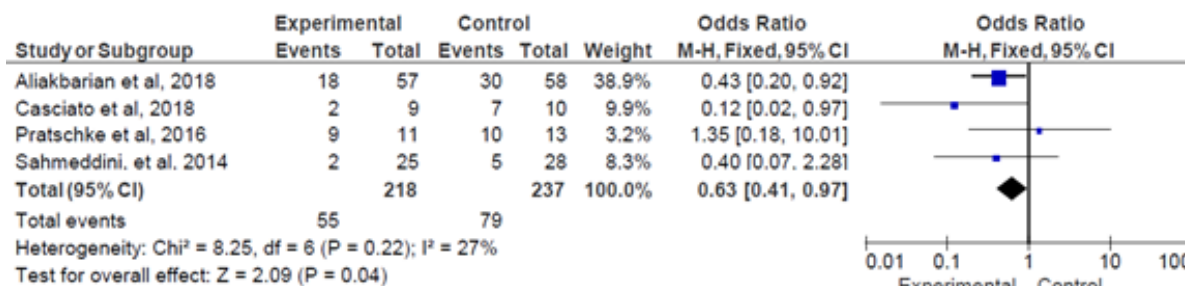 Experimental Control Odds Ratio Odds Ratio
Study or Subgroup Events Total Events Total Weight M-H, Fixed, 95% CI M-H, Fixed, 95% CI
Aliakbarian et al, 2018 18 57 30 58 38.9% 0.43 [0.20, 0.92]
Casciato et al, 2018 2 9 7 10 9.9% 0.12 [0.02, 0.97]
Pratschke et al, 2016 9 11 10 13 3.2% 1.35 [0.18, 10.01]
Sahmeddini. et al. 2014 2 25 5 28 8.3% 0.40 [0.07. 2.28]
Total (95% CI) 218 237 100.0% 0.63 [0.41, 0.97]
Total events 55 79
Heterogeneity: Chi² = 8.25, df = 6 (P = 0.22); I² = 27%
Test for overall effect: Z = 2.09 (P = 0.04)
0.01 0.1 1 10 100
Experimental Control